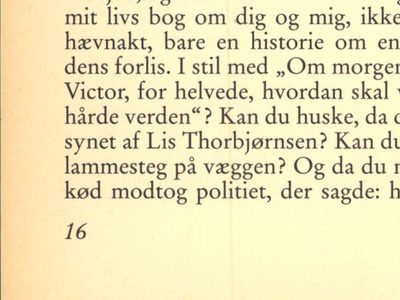 mit livs bog om dig og mig, ikke
hævnakt, bare en historie om en
dens forlis. I stil med „Om morgen
Victor, for helvede, hvordan skal
hårde verden“? Kan du huske, da
synet af Lis Thorbjørnsen? Kan du
lammesteg på væggen? Og da du
kød modtog politiet, der sagde: h
16